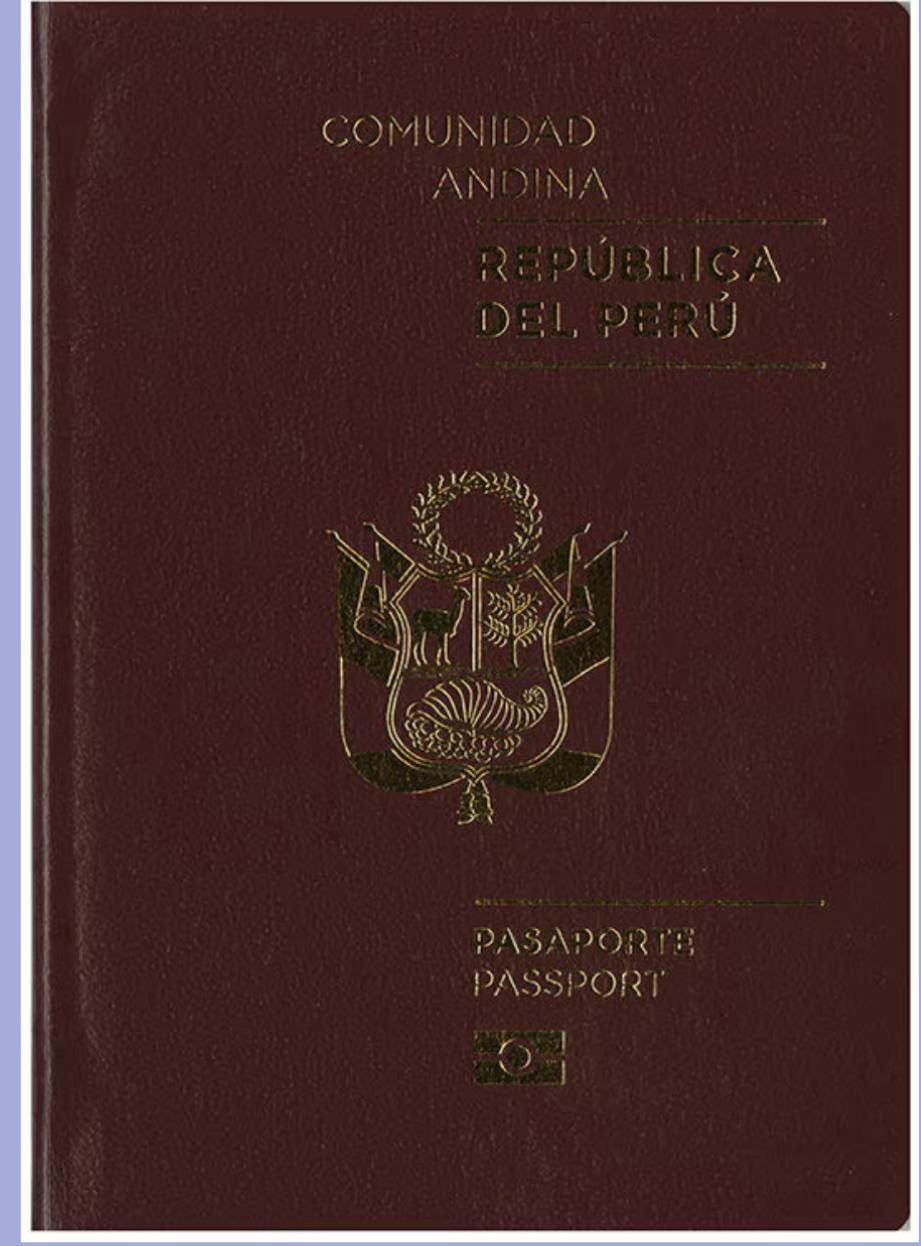 COMUNIDAD
ANDINA
REPÚBLICA
DEL PERÚ
PASAPORTE
PASSPORT